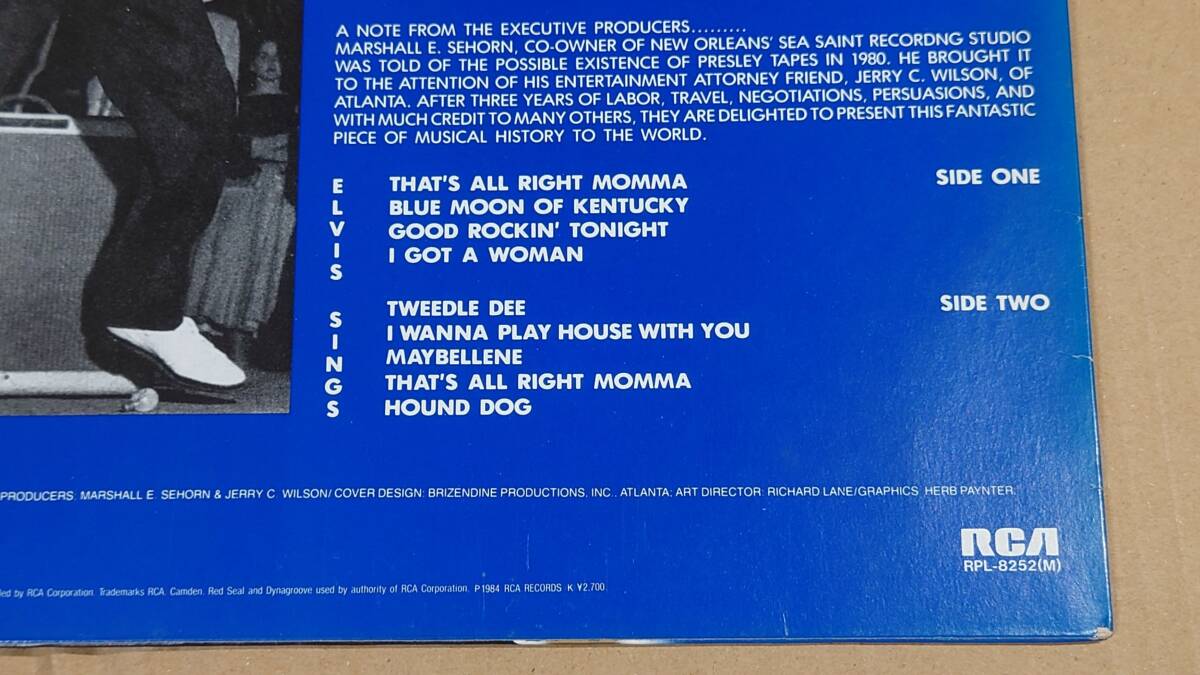 A NOTE FROM THE EXECUTIVE PRODUCERS.........
MARSHALL E. SEHORN, CO-OWNER OF NEW ORLEANS' SEA SAINT RECORDNG STUDIO
WAS TOLD OF THE POSSIBLE EXISTENCE OF PRESLEY TAPES IN 1980. HE BROUGHT IT
TO THE ATTENTION OF HIS ENTERTAINMENT ATTORNEY FRIEND, JERRY C. WILSON, OF
ATLANTA. AFTER THREE YEARS OF LABOR, TRAVEL, NEGOTIATIONS, PERSUASIONS, AND
WITH MUCH CREDIT TO MANY OTHERS, THEY ARE DELIGHTED TO PRESENT THIS FANTASTIC
PIECE OF MUSICAL HISTORY TO THE WORLD.
ELVIS
THAT'S ALL RIGHT MOMMA
SIDE ONE
BLUE MOON OF KENTUCKY
GOOD ROCKIN' TONIGHT
I GOT A WOMAN
SINGS
TWEEDLE DEE
SIDE TWO
I WANNA PLAY HOUSE WITH YOU
MAYBELLENE
THAT'S ALL RIGHT MOMMA
HOUND DOG
PRODUCERS: MARSHALL E. SEHORN & JERRY C. WILSON/COVER DESIGN: BRIZENDINE PRODUCTIONS, INC., ATLANTA; ART DIRECTOR: RICHARD LANE/GRAPHICS: HERB PAYNTER.
RCA
RPL-8252(M)
by RCA Corporation. Trademarks RCA, Camden, Red Seal and Dynagroove used by authority of RCA Corporation. P1984 RCA RECORDS K ¥2,700